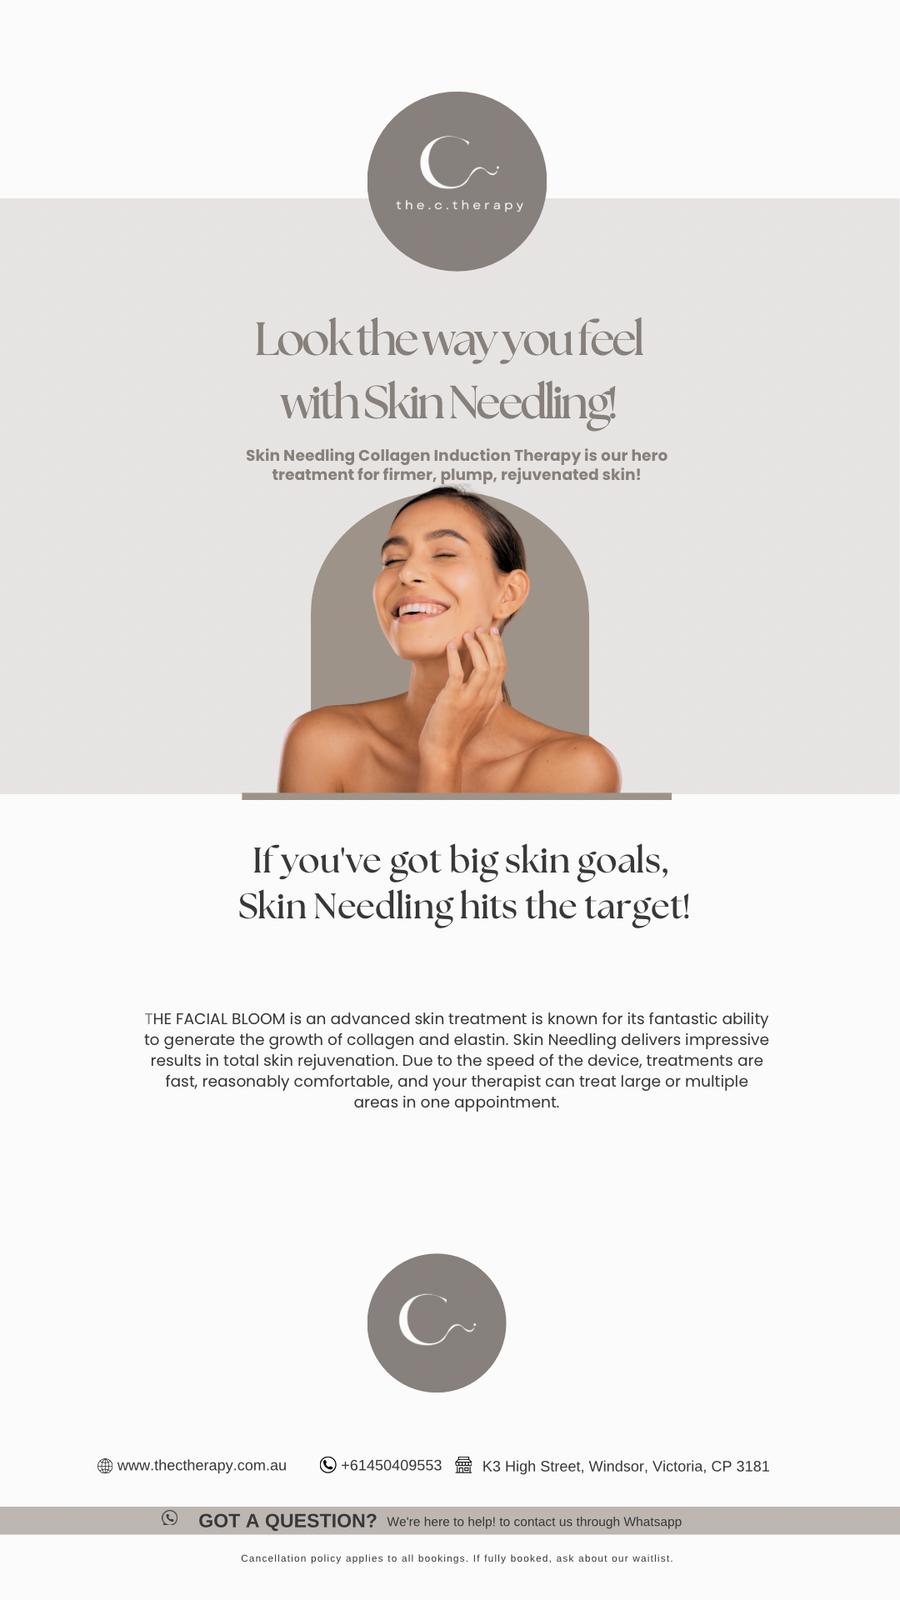 the.c.therapy
Look the way you feel
with Skin Needling!
Skin Needling Collagen Induction Therapy is our hero
treatment for firmer, plump, rejuvenated skin!
If you've got big skin goals,
Skin Needling hits the target!
THE FACIAL BLOOM is an advanced skin treatment is known for its fantastic ability
to generate the growth of collagen and elastin. Skin Needling delivers impressive
results in total skin rejuvenation. Due to the speed of the device, treatments are
fast, reasonably comfortable, and your therapist can treat large or multiple
areas in one appointment.
www.thectherapy.com.au +61450409553 K3 High Street, Windsor, Victoria, CP 3181
GOT A QUESTION? We're here to help! to contact us through Whatsapp
Cancellation policy applies to all bookings. If fully booked, ask about our waitlist.